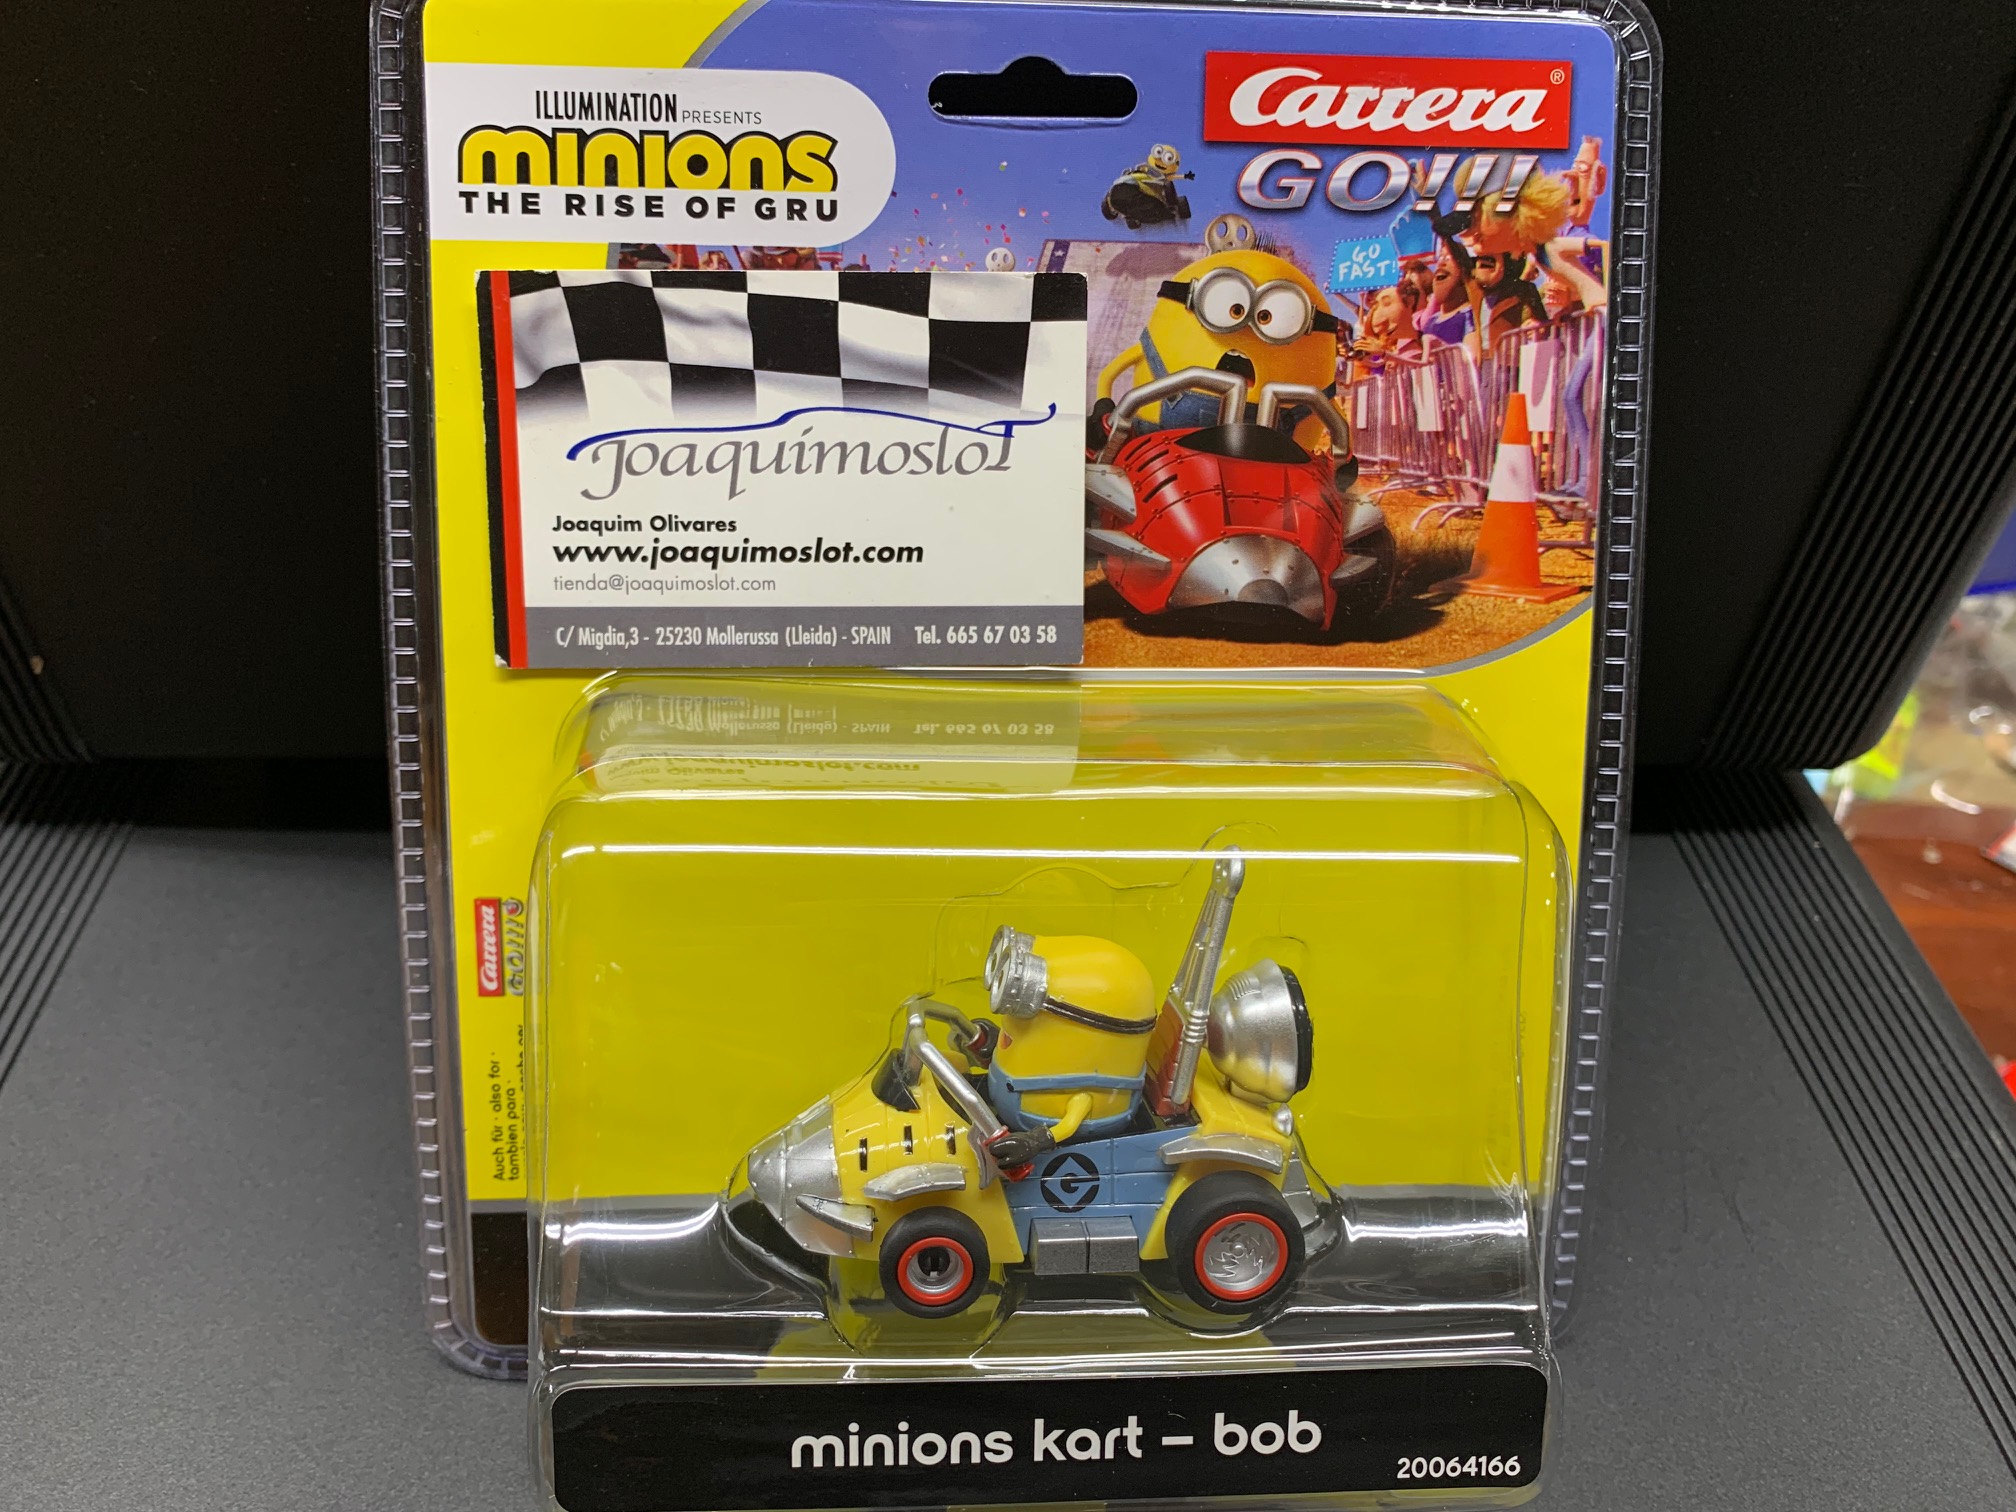 ILLUMINATION PRESENTS
minions
THE RISE OF GRU
Carrera ®
GO!!!
GO
FAST!
Joaquimoslot
Joaquim Olivares
www.joaquimoslot.com
tienda@joaquimoslot.com
C/ Migdia,3 - 25230 Mollerussa (Lleida) - SPAIN Tel. 665 67 03 58
Carrera
GO!!!
Auch für · also for ·
tambien para ·
G
minions kart – bob
20064166